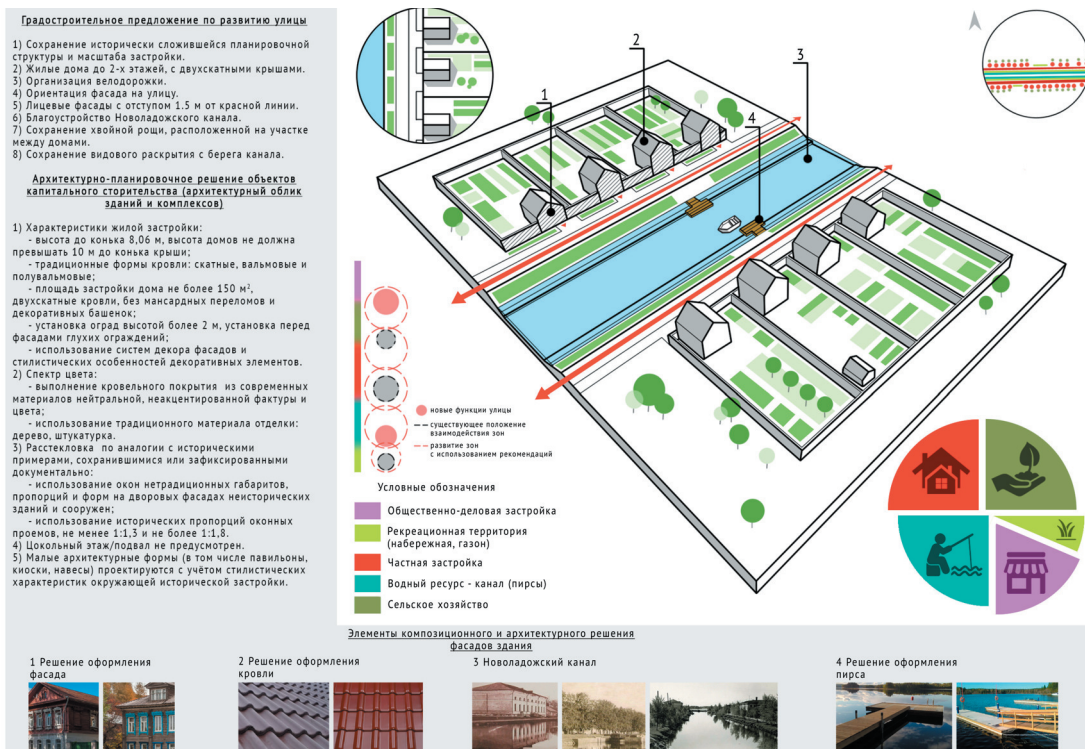 Градостроительное предложение по развитию улицы
1) Сохранение исторически сложившейся планировочной
структуры и масштаба застройки.
2) Жилые дома до 2-х этажей, с двухскатными крышами.
3) Организация велодорожки.
4) Ориентация фасада на улицу.
5) Лицевые фасады с отступом 1.5 м от красной линии.
6) Благоустройство Новоладожского канала.
7) Сохранение хвойной рощи, расположенной на участке
между домами.
8) Сохранение видового раскрытия с берега канала.
Архитектурно-планировочное решение объектов
капитального сторительства (архитектурный облик
зданий и комплексов)
1) Характеристики жилой застройки:
- высота до конька 8,06 м, высота домов не должна
превышать 10 м до конька крыши;
- традиционные формы кровли: скатные, вальмовые и
полувальмовые;
- площадь застройки дома не более 150 м²,
двухскатные кровли, без мансардных переломов и
декоративных башенок;
- установка оград высотой более 2 м, установка перед
фасадами глухих ограждений;
- использование систем декора фасадов и
стилистических особенностей декоративных элементов.
2) Спектр цвета:
- выполнение кровельного покрытия из современных
материалов нейтральной, неакцентированной фактуры и
цвета;
- использование традиционного материала отделки:
дерево, штукатурка.
3) Расстекловка по аналогии с историческими
примерами, сохранившимися или зафиксированными
документально:
- использование окон нетрадиционных габаритов,
пропорций и форм на дворовых фасадах неисторических
зданий и сооружен;
- использование исторических пропорций оконных
проемов, не менее 1:1,3 и не более 1:1,8.
4) Цокольный этаж/подвал не предусмотрен.
5) Малые архитектурные формы (в том числе павильоны,
киоски, навесы) проектируются с учётом стилистических
характеристик окружающей исторической застройки.
1
2
3
4
новые функции улицы
существующее положение
взаимодействия зон
развитие зон
с использованием рекомендаций
Условные обозначения
Общественно-деловая застройка
Рекреационная территория
(набережная, газон)
Частная застройка
Водный ресурс - канал (пирсы)
Сельское хозяйство
Элементы композиционного и архитектурного решения
фасадов здания
1 Решение оформления
фасада
2 Решение оформления
кровли
3 Новоладожский канал
4 Решение оформления
пирса